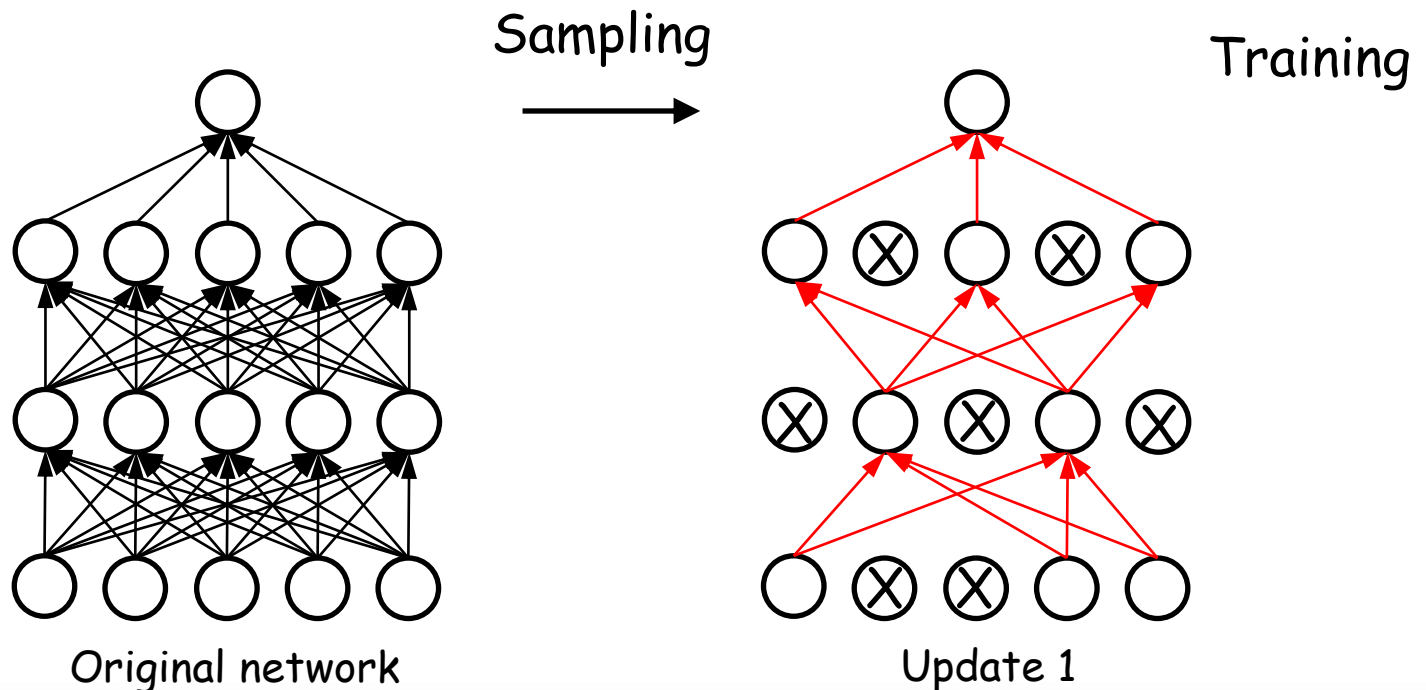 Sampling
Training
X X
X X X
X X
Original network
Update 1